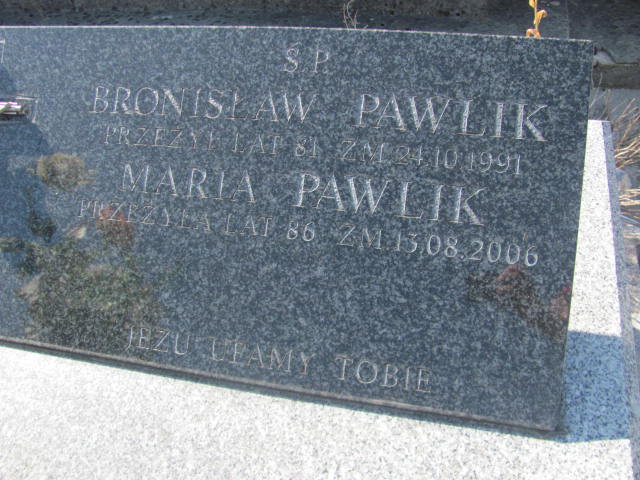 Ś.P.
BRONISŁAW PAWLIK
PRZEŻYŁ LAT 81 ZM. 24.10.1991
MARIA PAWLIK
PRZEŻYŁA LAT 86 ZM. 13.08.2006
JEZU UFAMY TOBIE